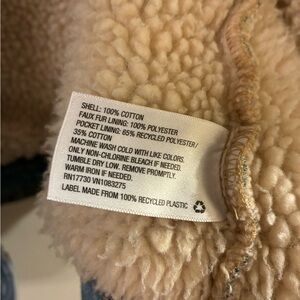 SHELL: 100% COTTON
FAUX FUR LINING: 100% POLYESTER
POCKET LINING: 65% RECYCLED POLYESTER/
35% COTTON
MACHINE WASH COLD WITH LIKE COLORS.
ONLY NON-CHLORINE BLEACH IF NEEDED.
TUMBLE DRY LOW. REMOVE PROMPTLY.
WARM IRON IF NEEDED.
RN17730 VN1083275
LABEL MADE FROM 100% RECYCLED PLASTIC